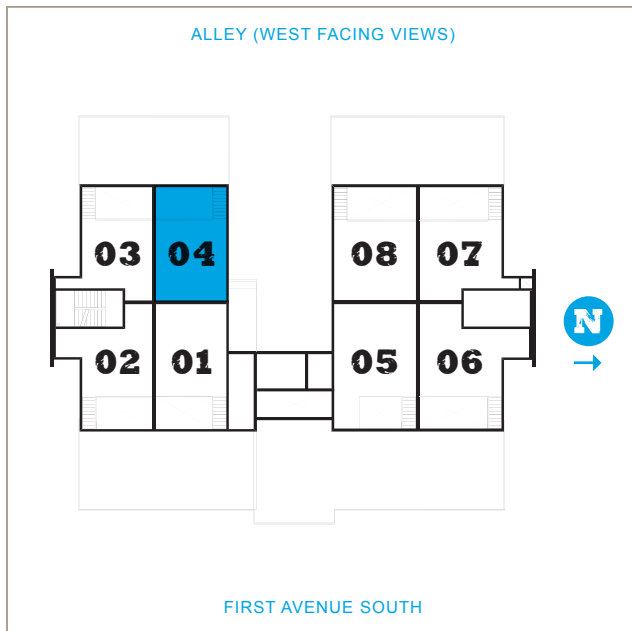 ALLEY (WEST FACING VIEWS)
03 04 08 07
N
02 01 05 06
FIRST AVENUE SOUTH